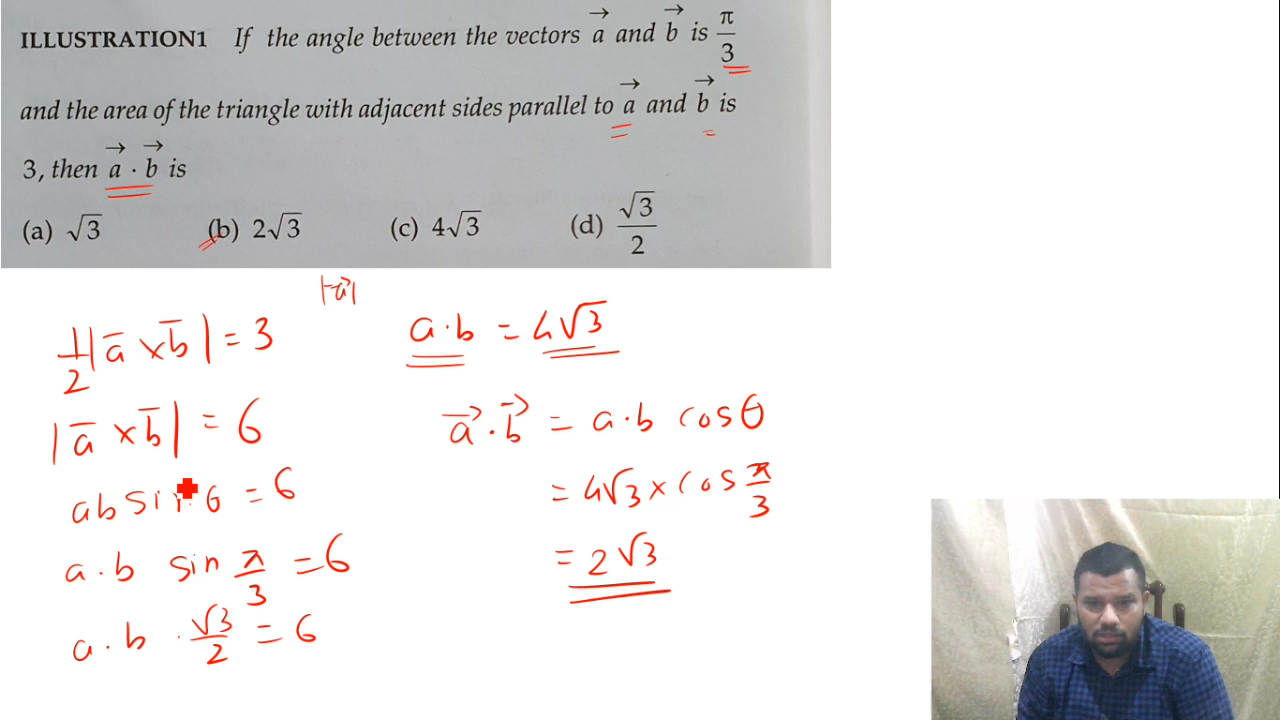 ILLUSTRATION1 If the angle between the vectors →a and →b is π/3
and the area of the triangle with adjacent sides parallel to →a and →b is
3, then →a · →b is
(a) √3 (b) 2√3 (c) 4√3 (d) √3/2
|→a|
1/2 |a̅ × b̅| = 3
|a̅ × b̅| = 6
ab sin θ = 6
a·b sin π/3 = 6
a·b · √3/2 = 6
a·b = 4√3
→a · →b = a·b cos θ
= 4√3 × cos π/3
= 2√3